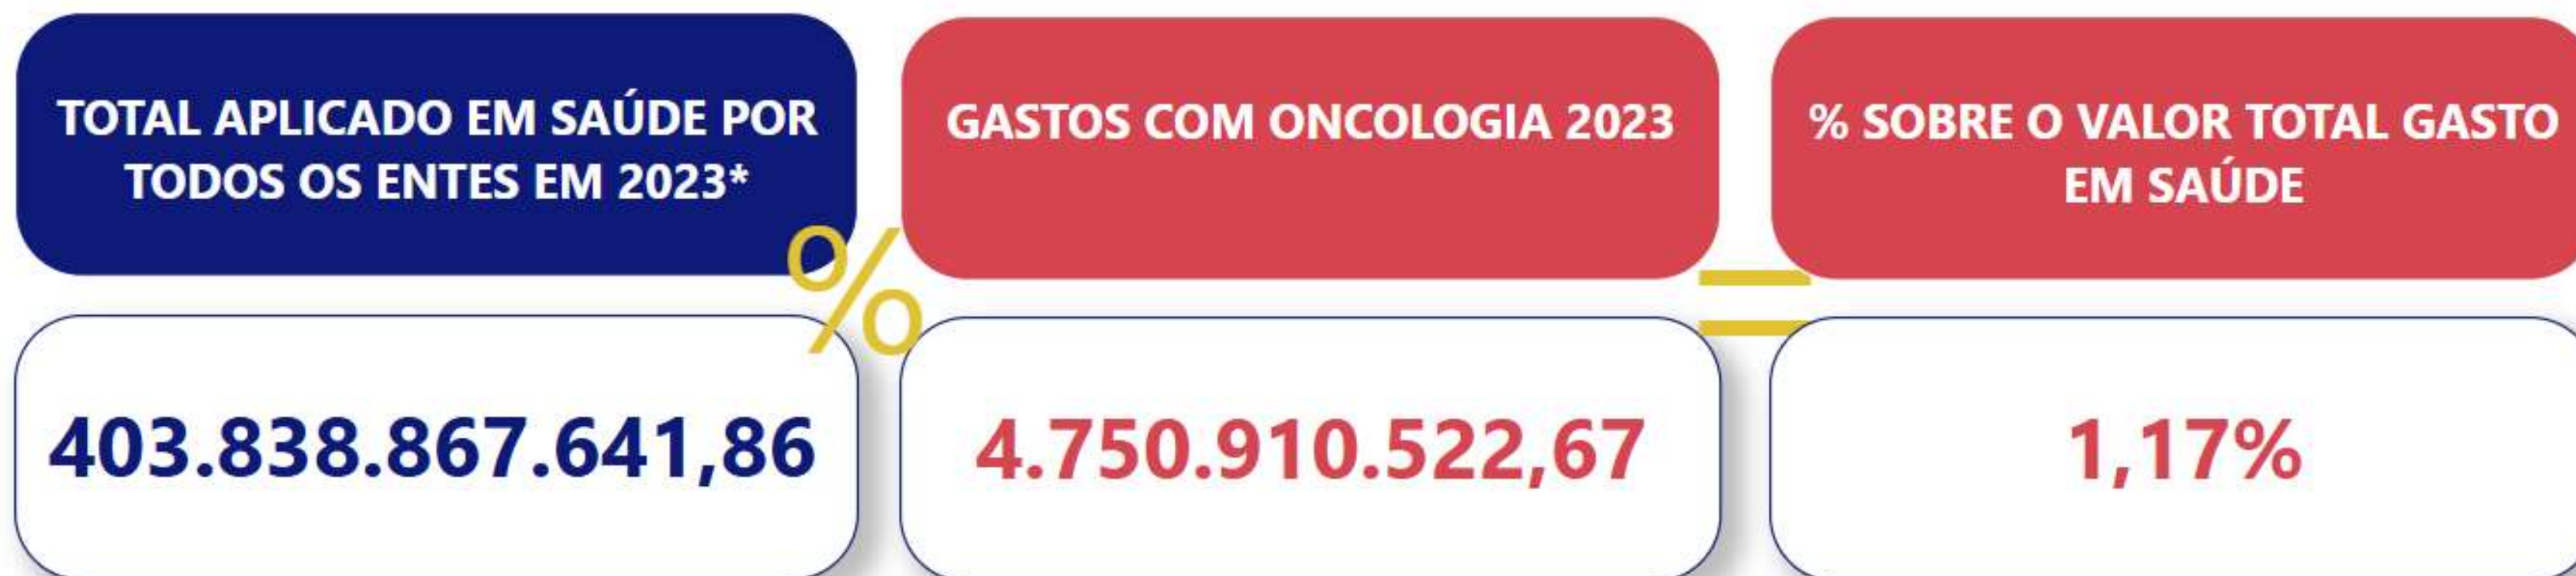 TOTAL APLICADO EM SAÚDE POR
TODOS OS ENTES EM 2023*
%
403.838.867.641,86
GASTOS COM ONCOLOGIA 2023
=
4.750.910.522,67
% SOBRE O VALOR TOTAL GASTO
EM SAÚDE
1,17%